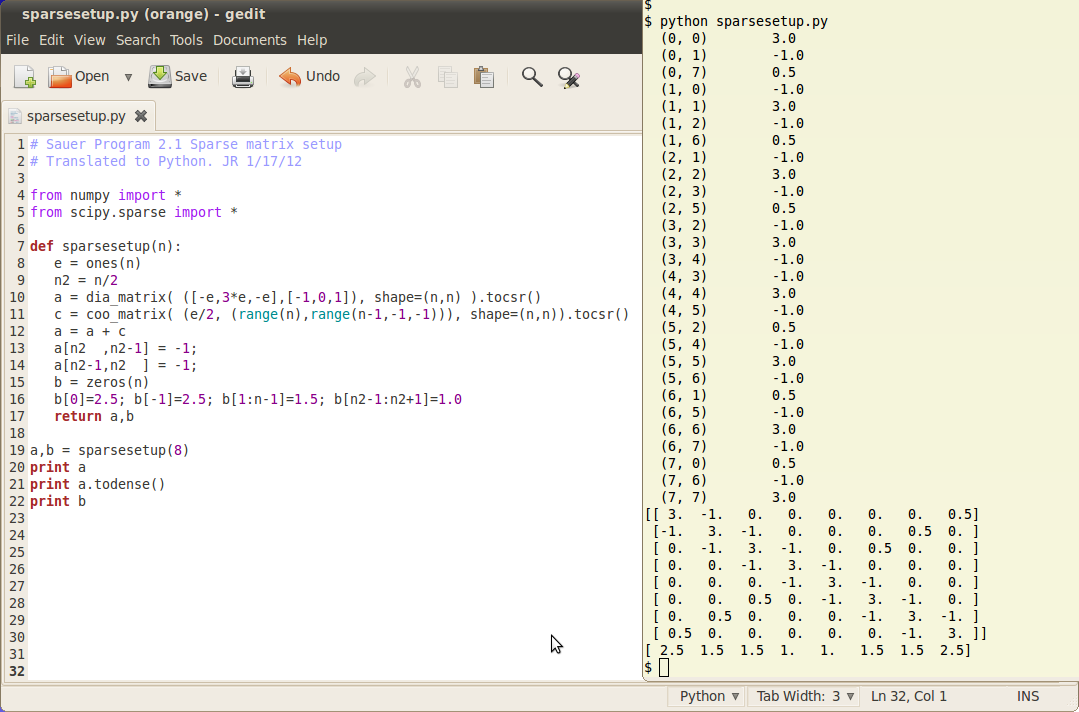 sparsesetup.py (orange) - gedit
File Edit View Search Tools Documents Help
Open Save Undo
sparsesetup.py
1 # Sauer Program 2.1 Sparse matrix setup
2 # Translated to Python. JR 1/17/12
3
4 from numpy import *
5 from scipy.sparse import *
6
7 def sparsesetup(n):
8    e = ones(n)
9    n2 = n/2
10    a = dia_matrix( ([-e,3*e,-e],[-1,0,1]), shape=(n,n) ).tocsr()
11    c = coo_matrix( (e/2, (range(n),range(n-1,-1,-1))), shape=(n,n)).tocsr()
12    a = a + c
13    a[n2  ,n2-1] = -1;
14    a[n2-1,n2  ] = -1;
15    b = zeros(n)
16    b[0]=2.5; b[-1]=2.5; b[1:n-1]=1.5; b[n2-1:n2+1]=1.0
17    return a,b
18
19 a,b = sparsesetup(8)
20 print a
21 print a.todense()
22 print b
23
24
25
26
27
28
29
30
31
32
$
$ python sparsesetup.py
(0, 0)        3.0
(0, 1)        -1.0
(0, 7)        0.5
(1, 0)        -1.0
(1, 1)        3.0
(1, 2)        -1.0
(1, 6)        0.5
(2, 1)        -1.0
(2, 2)        3.0
(2, 3)        -1.0
(2, 5)        0.5
(3, 2)        -1.0
(3, 3)        3.0
(3, 4)        -1.0
(4, 3)        -1.0
(4, 4)        3.0
(4, 5)        -1.0
(5, 2)        0.5
(5, 4)        -1.0
(5, 5)        3.0
(5, 6)        -1.0
(6, 1)        0.5
(6, 5)        -1.0
(6, 6)        3.0
(6, 7)        -1.0
(7, 0)        0.5
(7, 6)        -1.0
(7, 7)        3.0
[[ 3.  -1.   0.   0.   0.   0.   0.   0.5]
 [-1.   3.  -1.   0.   0.   0.   0.5  0. ]
 [ 0.  -1.   3.  -1.   0.   0.5  0.   0. ]
 [ 0.   0.  -1.   3.  -1.   0.   0.   0. ]
 [ 0.   0.   0.  -1.   3.  -1.   0.   0. ]
 [ 0.   0.   0.5  0.  -1.   3.  -1.   0. ]
 [ 0.   0.5  0.   0.   0.  -1.   3.  -1. ]
 [ 0.5  0.   0.   0.   0.   0.  -1.   3. ]]
[ 2.5  1.5  1.5  1.   1.   1.5  1.5  2.5]
$
Python Tab Width: 3 Ln 32, Col 1 INS